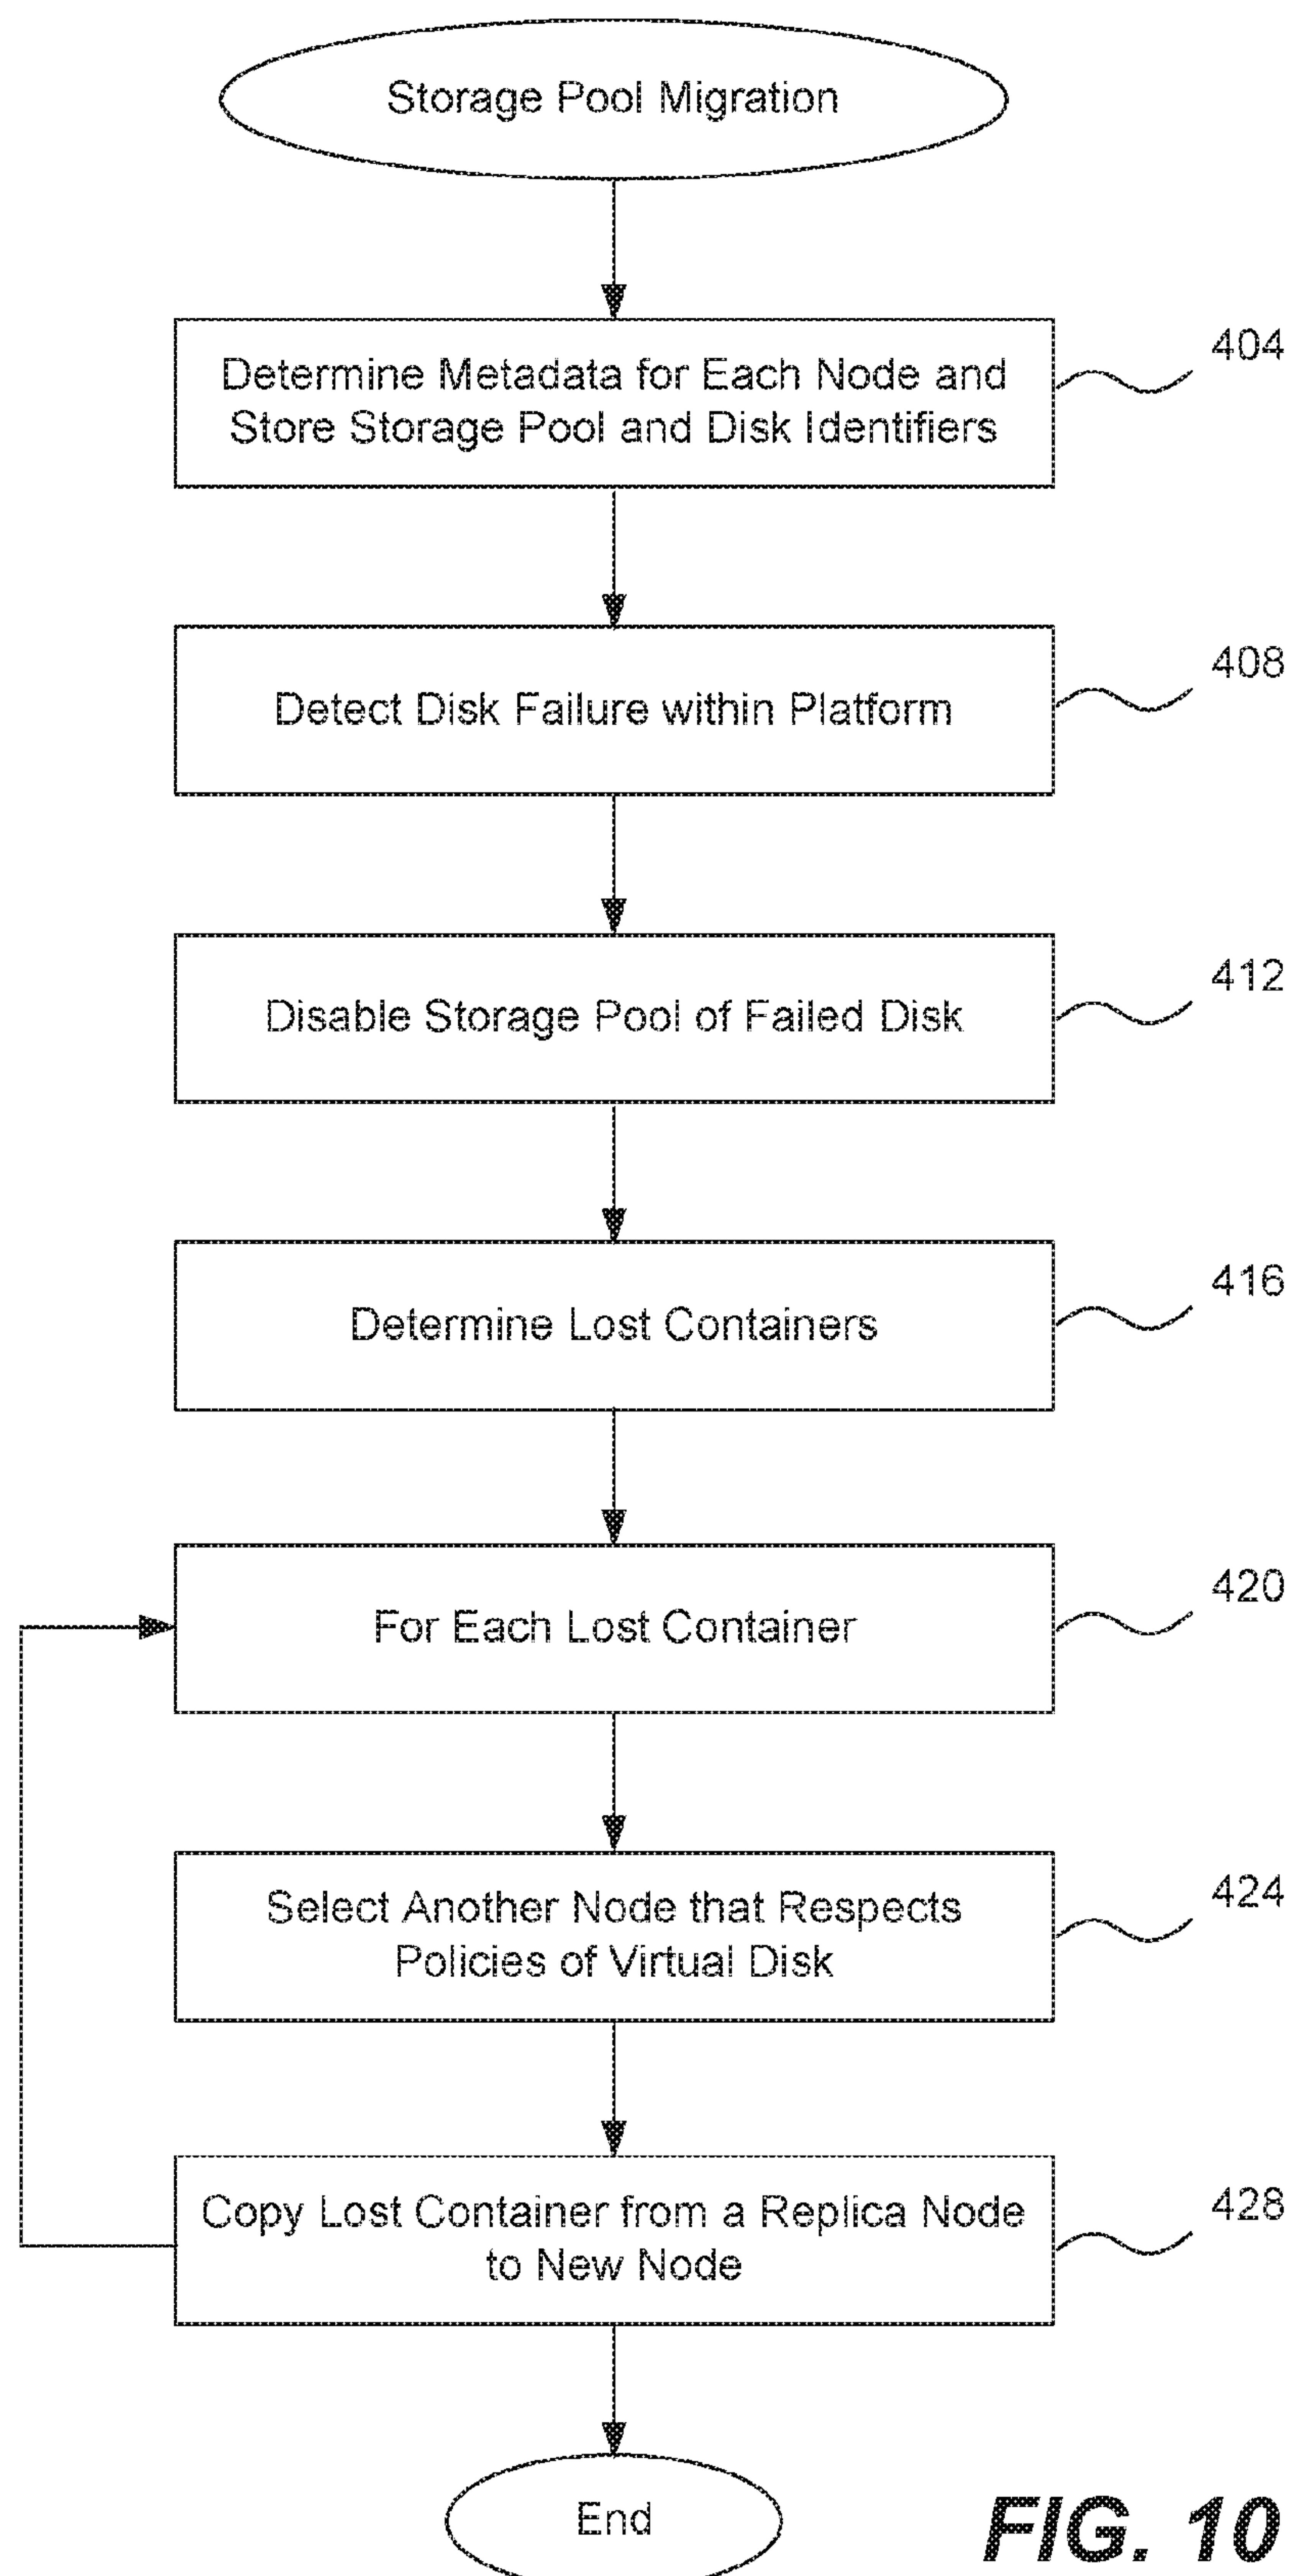 Storage Pool Migration
Determine Metadata for Each Node and
Store Storage Pool and Disk Identifiers
404
Detect Disk Failure within Platform
408
Disable Storage Pool of Failed Disk
412
Determine Lost Containers
416
For Each Lost Container
420
Select Another Node that Respects
Policies of Virtual Disk
424
Copy Lost Container from a Replica Node
to New Node
428
End
FIG. 10